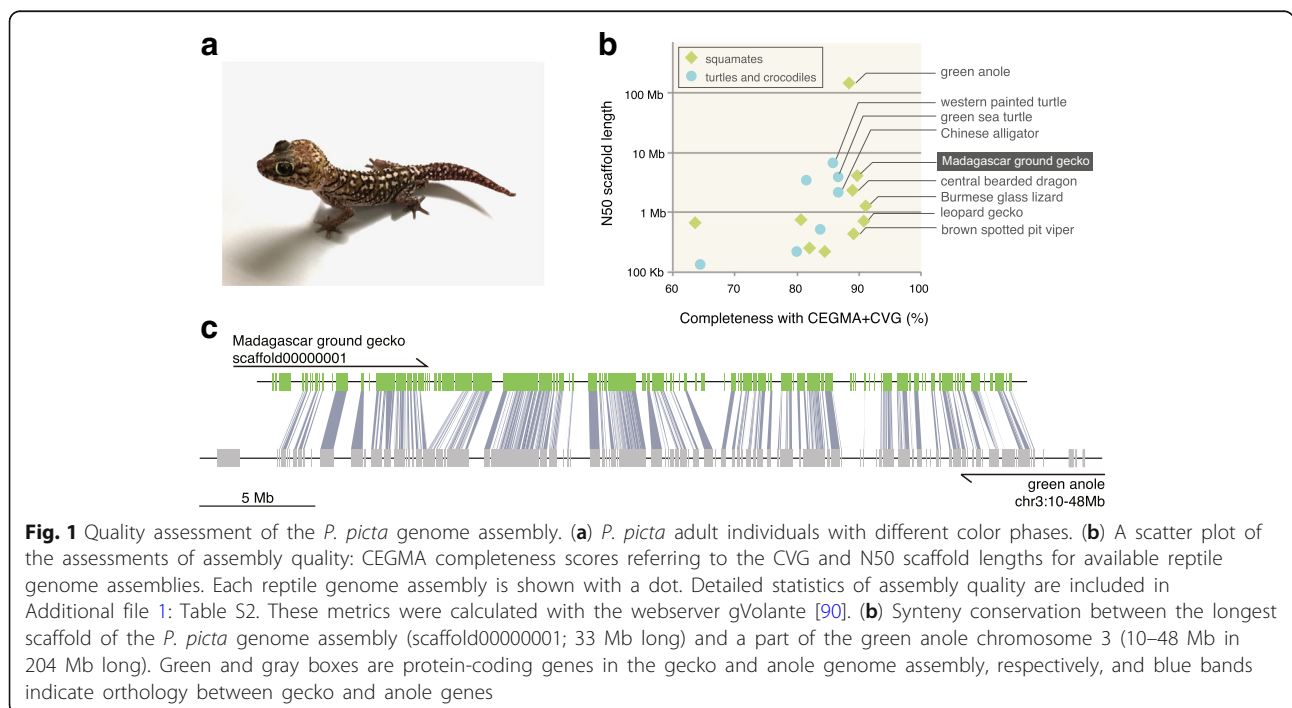 a
b
squamates
turtles and crocodiles
N50 scaffold length
100 Mb
10 Mb
1 Mb
100 Kb
60 70 80 90 100
Completeness with CEGMA+CVG (%)
green anole
western painted turtle
green sea turtle
Chinese alligator
Madagascar ground gecko
central bearded dragon
Burmese glass lizard
leopard gecko
brown spotted pit viper
c
Madagascar ground gecko
scaffold00000001
5 Mb
green anole
chr3:10-48Mb
Fig. 1 Quality assessment of the P. picta genome assembly. (a) P. picta adult individuals with different color phases. (b) A scatter plot of
the assessments of assembly quality: CEGMA completeness scores referring to the CVG and N50 scaffold lengths for available reptile
genome assemblies. Each reptile genome assembly is shown with a dot. Detailed statistics of assembly quality are included in
Additional file 1: Table S2. These metrics were calculated with the webserver gVolante [90]. (b) Synteny conservation between the longest
scaffold of the P. picta genome assembly (scaffold00000001; 33 Mb long) and a part of the green anole chromosome 3 (10–48 Mb in
204 Mb long). Green and gray boxes are protein-coding genes in the gecko and anole genome assembly, respectively, and blue bands
indicate orthology between gecko and anole genes